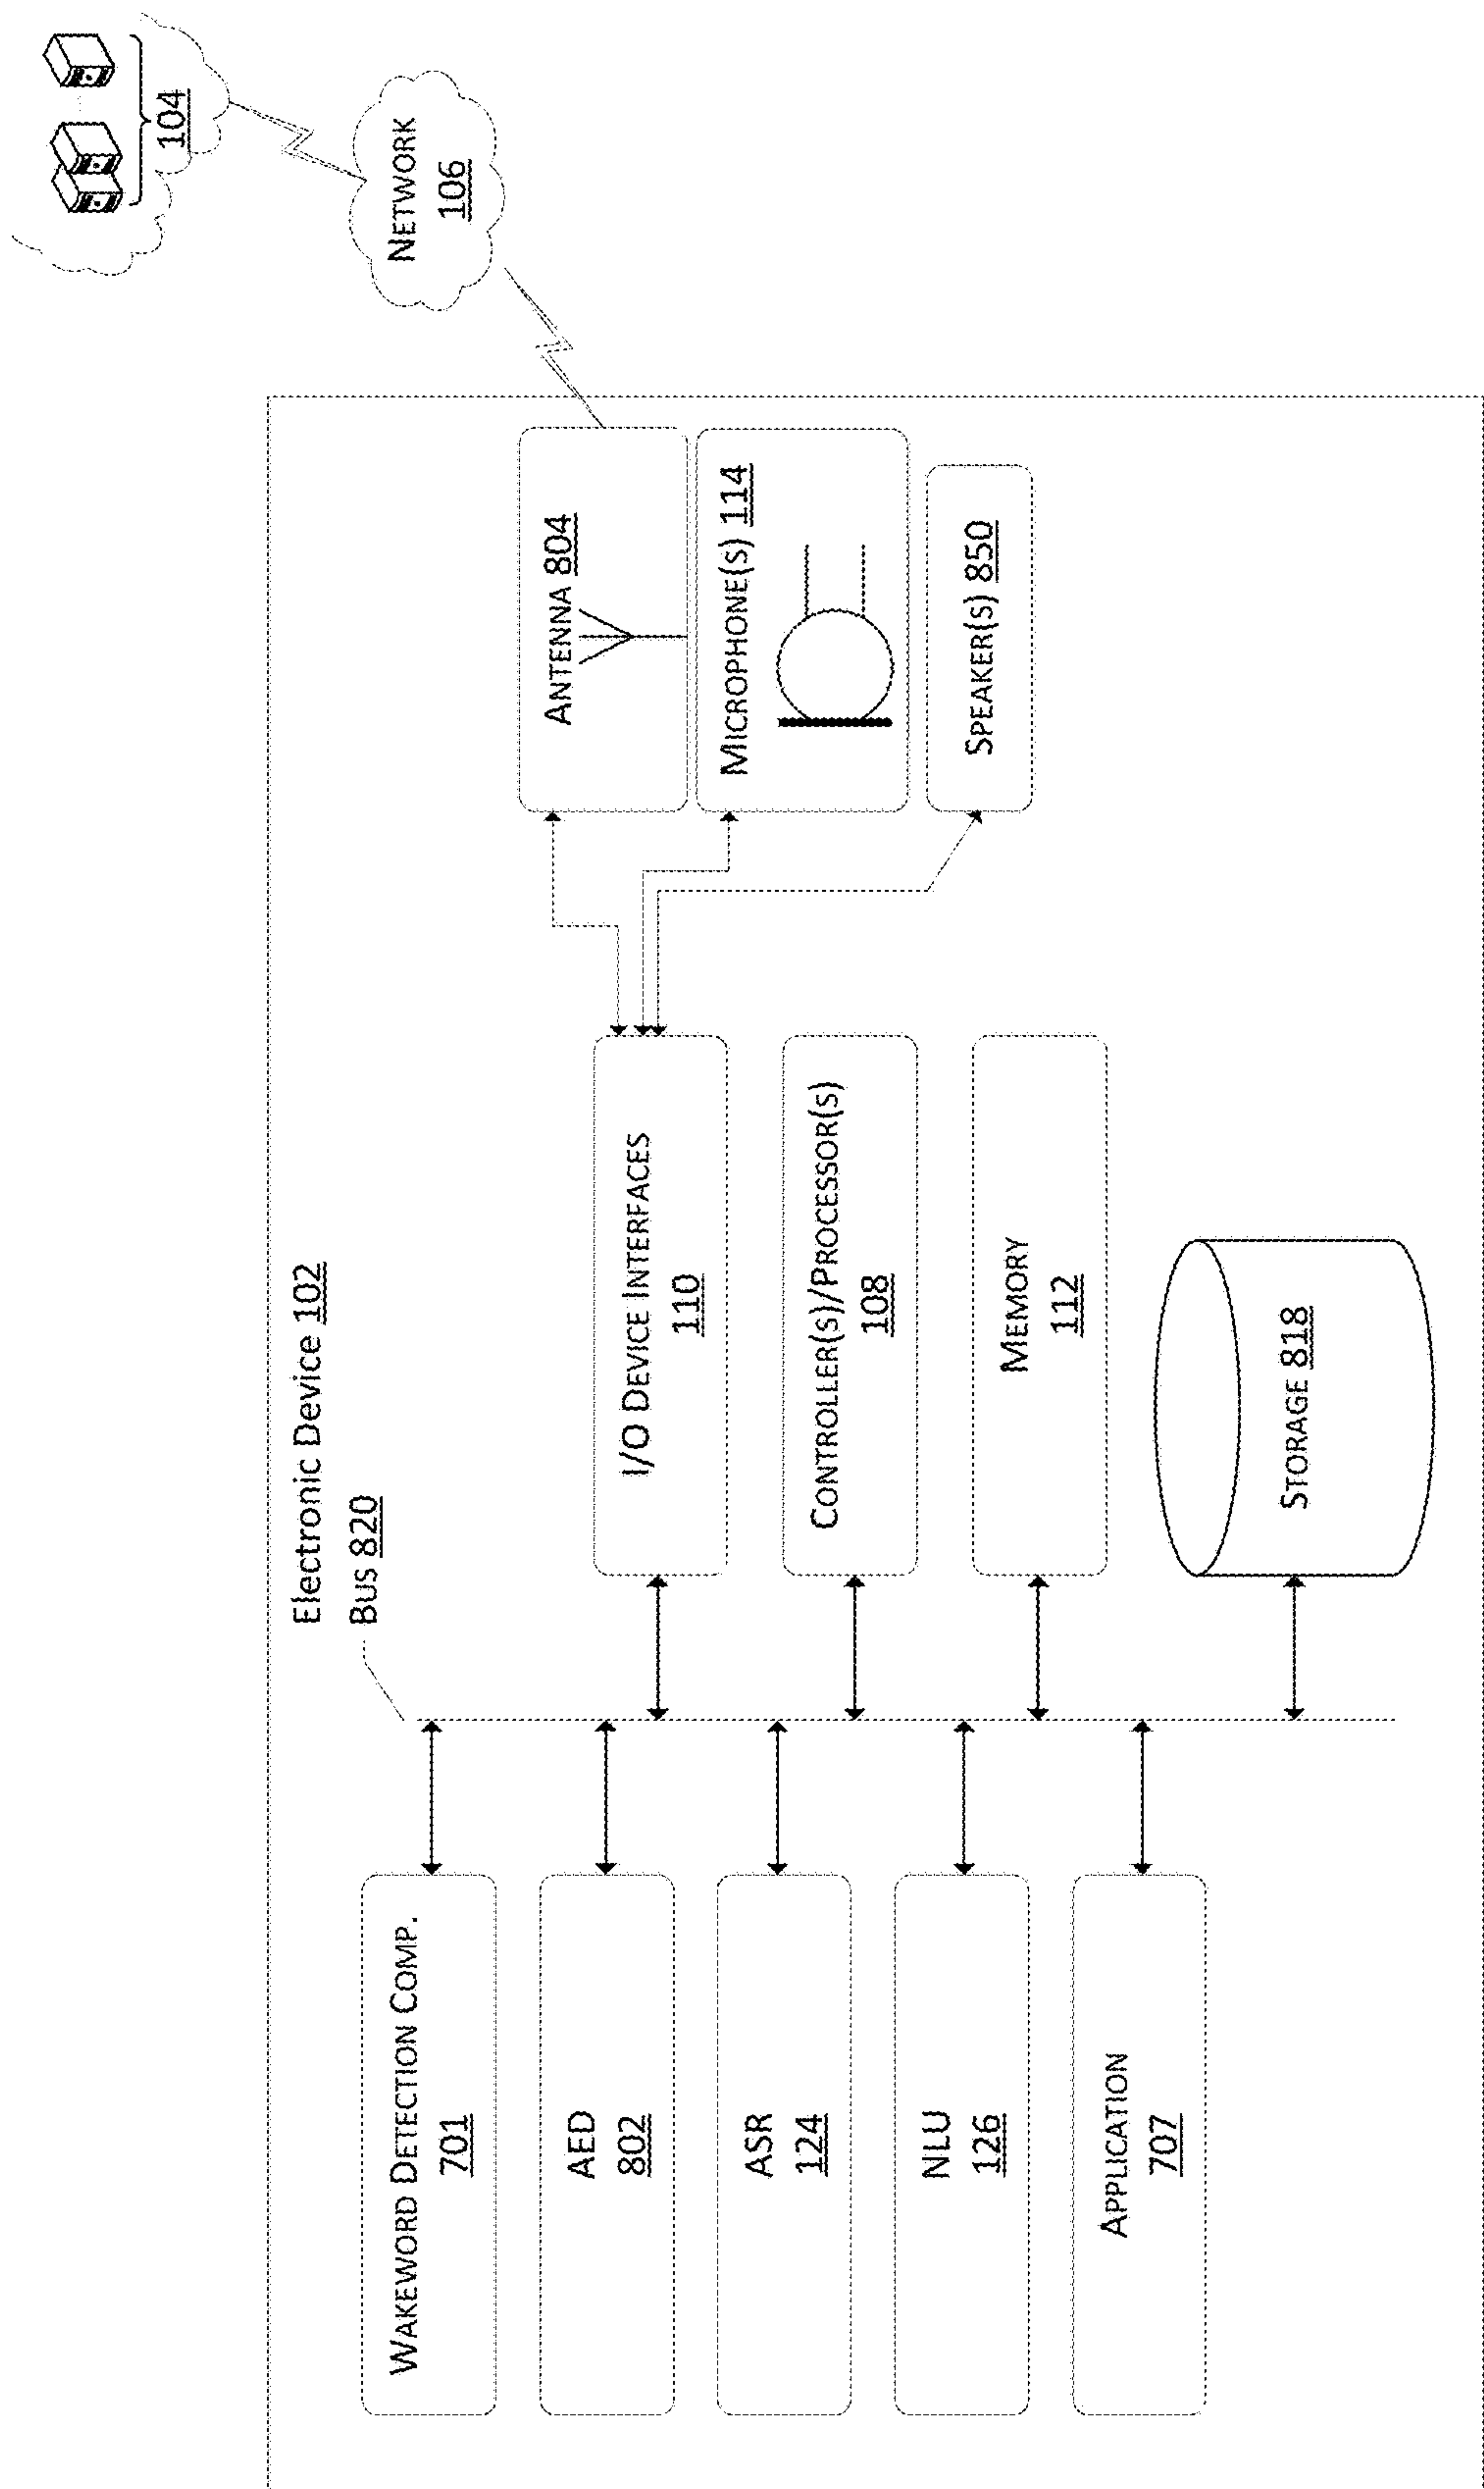 Electronic Device 102
BUS 820
WAKEWORD DETECTION COMP.
701
AED
802
ASR
124
NLU
126
APPLICATION
707
I/O DEVICE INTERFACES
110
CONTROLLER(S)/PROCESSOR(S)
108
MEMORY
112
STORAGE 818
ANTENNA 804
MICROPHONE(S) 114
SPEAKER(S) 850
NETWORK
106
104